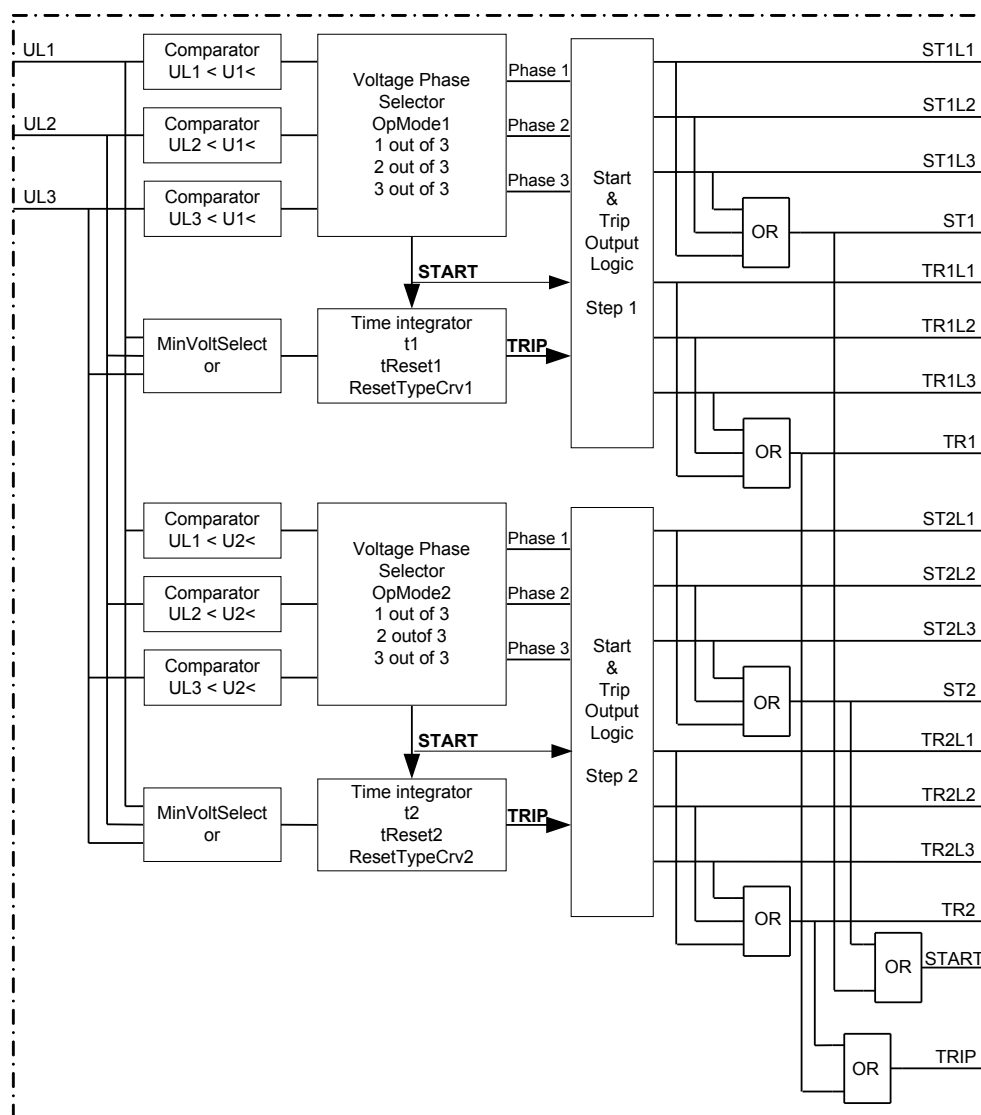 UL1
Comparator
UL1 < U1<
UL2
Comparator
UL2 < U1<
UL3
Comparator
UL3 < U1<
Voltage Phase
Selector
OpMode1
1 out of 3
2 out of 3
3 out of 3
Phase 1
Phase 2
Phase 3
Start
&
Trip
Output
Logic
Step 1
ST1L1
ST1L2
ST1L3
OR
ST1
START
MinVoltSelect
or
Time integrator
t1
tReset1
ResetTypeCrv1
TRIP
TR1L1
TR1L2
TR1L3
OR
TR1
Comparator
UL1 < U2<
Comparator
UL2 < U2<
Comparator
UL3 < U2<
Voltage Phase
Selector
OpMode2
1 out of 3
2 outof 3
3 out of 3
Phase 1
Phase 2
Phase 3
Start
&
Trip
Output
Logic
Step 2
ST2L1
ST2L2
ST2L3
OR
ST2
START
MinVoltSelect
or
Time integrator
t2
tReset2
ResetTypeCrv2
TRIP
TR2L1
TR2L2
TR2L3
OR
TR2
OR
START
OR
TRIP